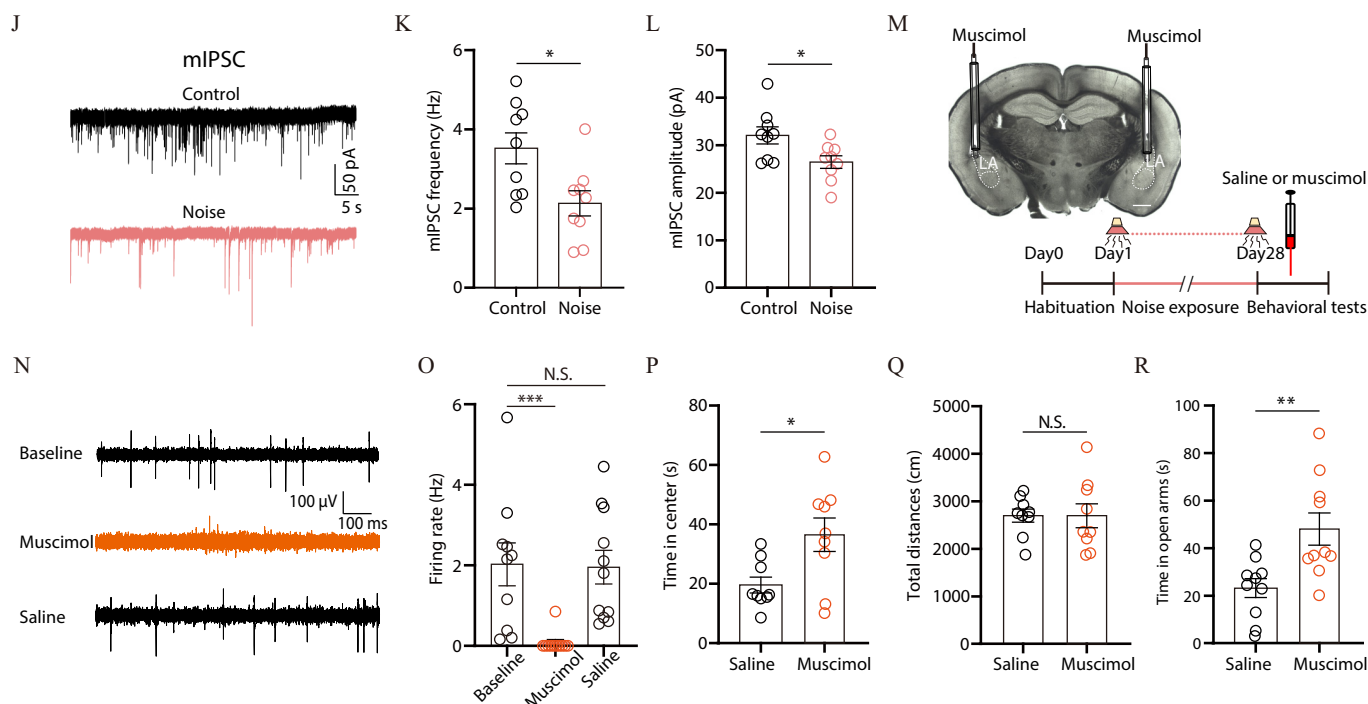 J
mIPSC
Control
50 pA
5 s
Noise
K
mIPSC frequency (Hz)
6
4
2
0
*
Control Noise
L
mIPSC amplitude (pA)
50
40
30
20
10
0
*
Control Noise
M
Muscimol Muscimol
LA LA
Saline or muscimol
Day0 Day1 Day28
Habituation Noise exposure Behavioral tests
N
Baseline
100 µV
100 ms
Muscimol
Saline
O
N.S.
***
Firing rate (Hz)
6
4
2
0
Baseline Muscimol Saline
P
Time in center (s)
80
60
40
20
0
*
Saline Muscimol
Q
Total distances (cm)
5000
4000
3000
2000
1000
0
N.S.
Saline Muscimol
R
Time in open arms (s)
100
80
60
40
20
0
**
Saline Muscimol